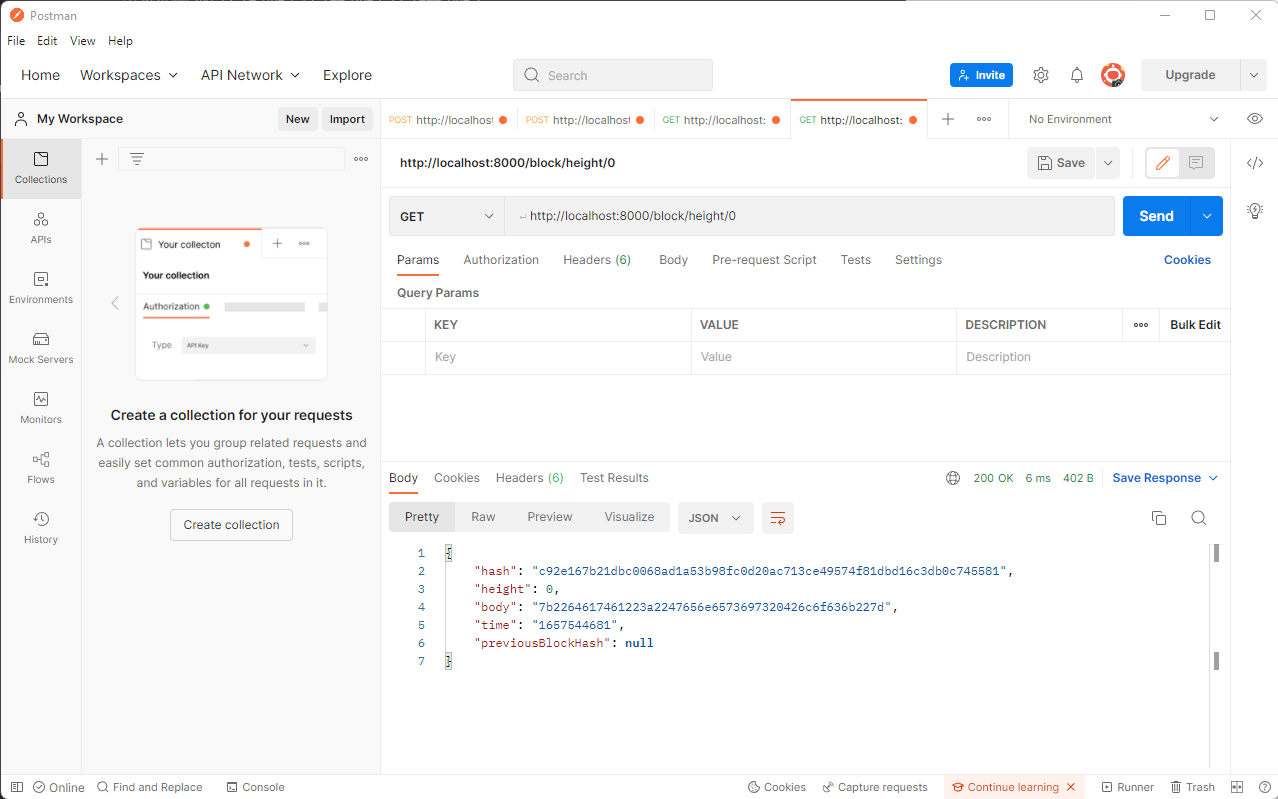 Postman
File Edit View Help
Home Workspaces API Network Explore Search Invite Upgrade
My Workspace New Import
POST http://localhost POST http://localhost GET http://localhost: GET http://localhost: No Environment
http://localhost:8000/block/height/0 Save
GET http://localhost:8000/block/height/0 Send
Params Authorization Headers (6) Body Pre-request Script Tests Settings Cookies
Query Params
KEY VALUE DESCRIPTION Bulk Edit
Key Value Description
Collections
APIs
Environments
Mock Servers
Monitors
Flows
History
Your collecton
Your collection
Authorization
Type API Key
Create a collection for your requests
A collection lets you group related requests and
easily set common authorization, tests, scripts,
and variables for all requests in it.
Create collection
Body Cookies Headers (6) Test Results 200 OK 6 ms 402 B Save Response
Pretty Raw Preview Visualize JSON
1 {
2 "hash": "c92e167b21dbc0068ad1a53b98fc0d20ac713ce49574f81dbd16c3db0c745581",
3 "height": 0,
4 "body": "7b2264617461223a2247656e6573697320426c6f636b227d",
5 "time": "1657544681",
6 "previousBlockHash": null
7 }
Online Find and Replace Console Cookies Capture requests Continue learning Runner Trash